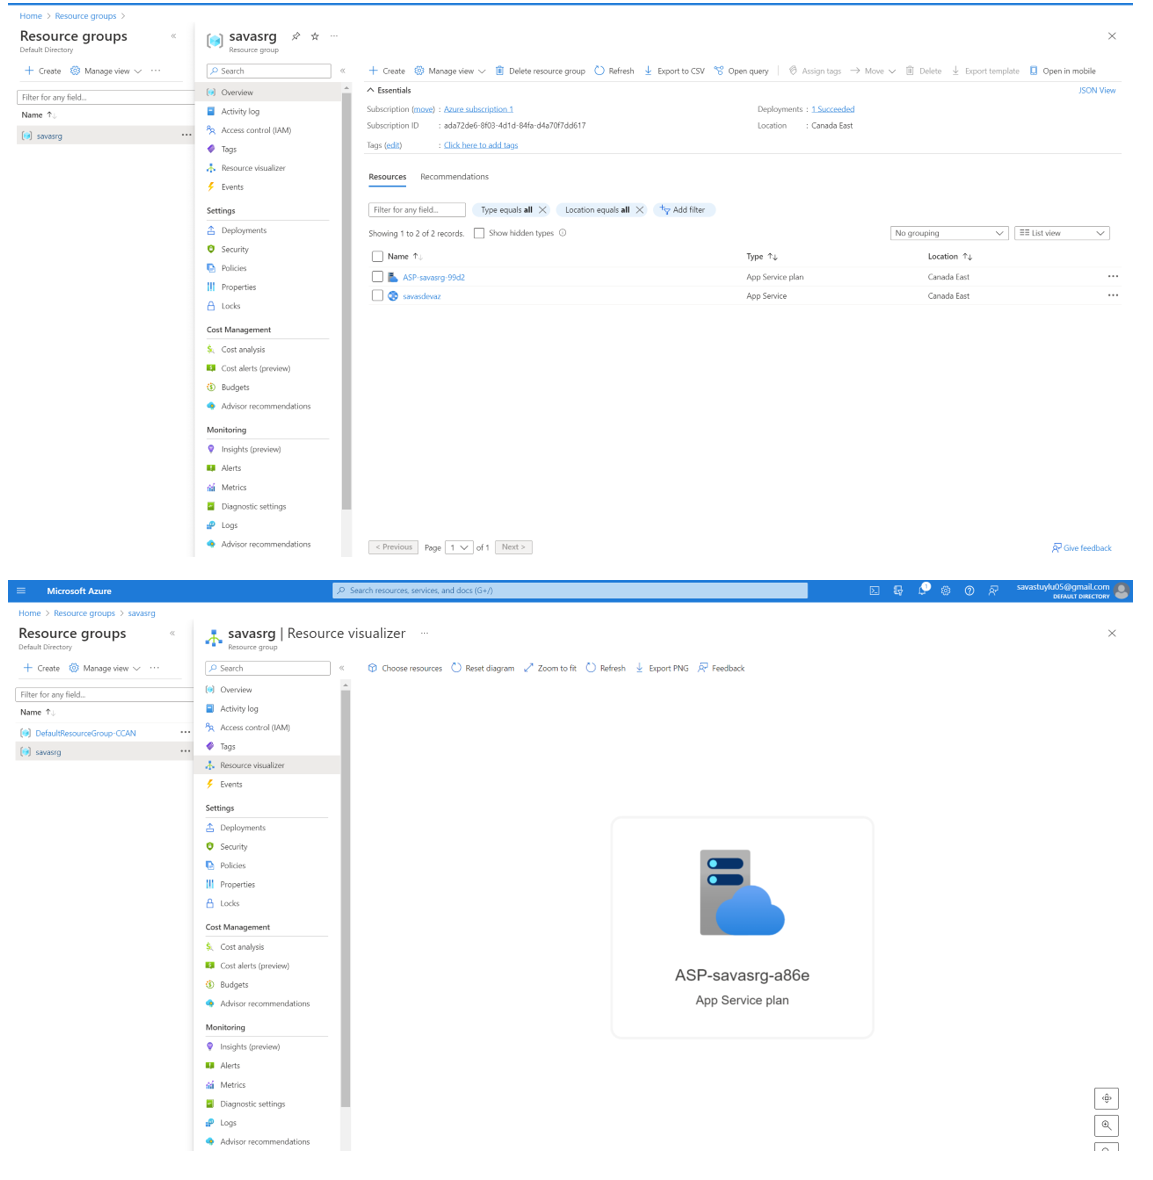 Home > Resource groups >
Resource groups «
Default Directory
+ Create Manage view ···
Filter for any field...
Name ↑↓
savasrg ···
savasrg ···
Resource group
Search «
Overview
Activity log
Access control (IAM)
Tags
Resource visualizer
Events
Settings
Deployments
Security
Policies
Properties
Locks
Cost Management
Cost analysis
Cost alerts (preview)
Budgets
Advisor recommendations
Monitoring
Insights (preview)
Alerts
Metrics
Diagnostic settings
Logs
Advisor recommendations
+ Create Manage view Delete resource group Refresh Export to CSV Open query Assign tags Move Delete Export template Open in mobile
Essentials JSON View
Subscription (move) : Azure subscription 1 Deployments : 1 Succeeded
Subscription ID : ada72de6-8f03-4d1d-84fa-d4a70f7dd617 Location : Canada East
Tags (edit) : Click here to add tags
Resources Recommendations
Filter for any field... Type equals all Location equals all Add filter
Showing 1 to 2 of 2 records. Show hidden types No grouping List view
Name ↑↓ Type ↑↓ Location ↑↓
ASP-savasrg-99d2 App Service plan Canada East ···
savasdevaz App Service Canada East ···
< Previous Page 1 of 1 Next > Give feedback
Microsoft Azure Search resources, services, and docs (G+/) 1 savastuylu05@gmail.com
DEFAULT DIRECTORY
Home > Resource groups > savasrg
Resource groups «
Default Directory
+ Create Manage view ···
Filter for any field...
Name ↑↓
DefaultResourceGroup-CCAN ···
savasrg ···
savasrg | Resource visualizer ···
Resource group
Search «
Overview
Activity log
Access control (IAM)
Tags
Resource visualizer
Events
Settings
Deployments
Security
Policies
Properties
Locks
Cost Management
Cost analysis
Cost alerts (preview)
Budgets
Advisor recommendations
Monitoring
Insights (preview)
Alerts
Metrics
Diagnostic settings
Logs
Advisor recommendations
Choose resources Reset diagram Zoom to fit Refresh Export PNG Feedback
ASP-savasrg-a86e
App Service plan